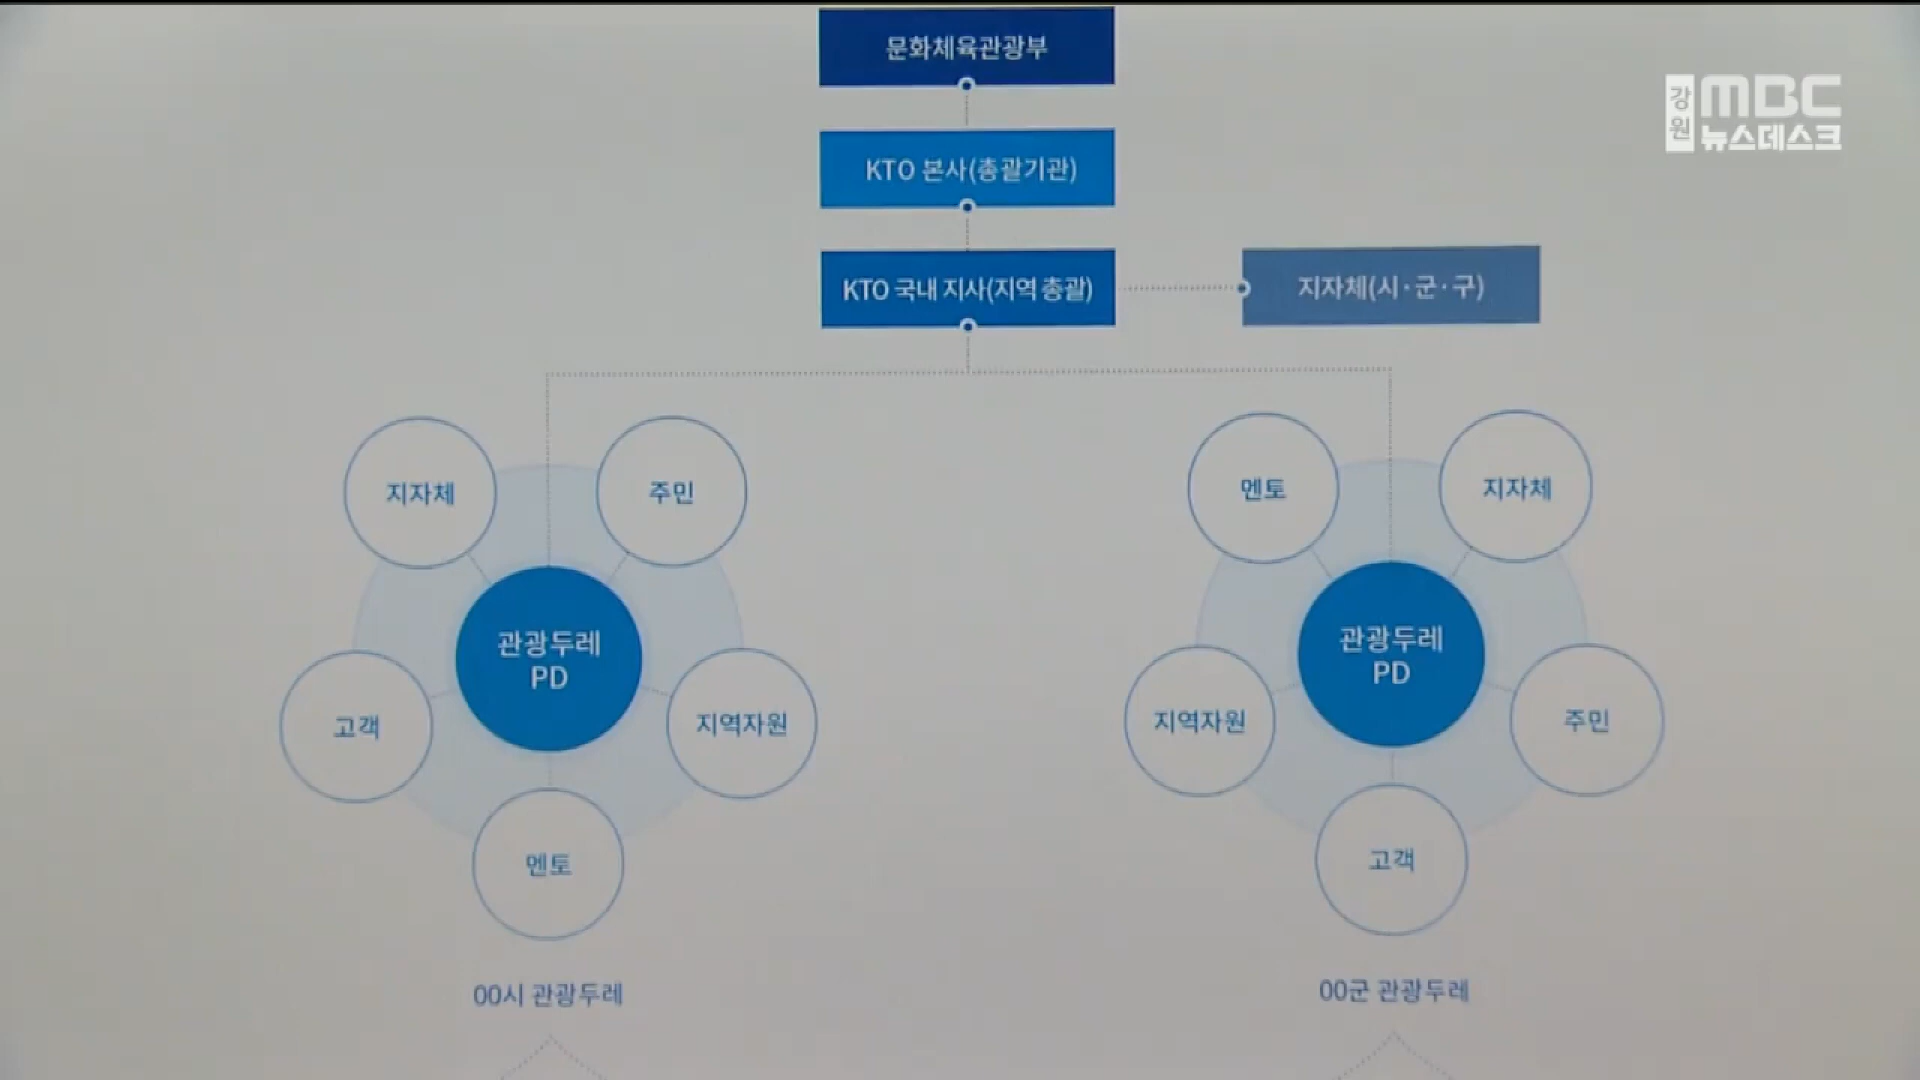 문화체육관광부
강원
MBC
뉴스데스크
KTO 본사(총괄기관)
KTO 국내 지사(지역 총괄)
지자체(시·군·구)
지자체
주민
관광두레
PD
고객
지역자원
멘토
00시 관광두레
멘토
지자체
관광두레
PD
지역자원
주민
고객
00군 관광두레